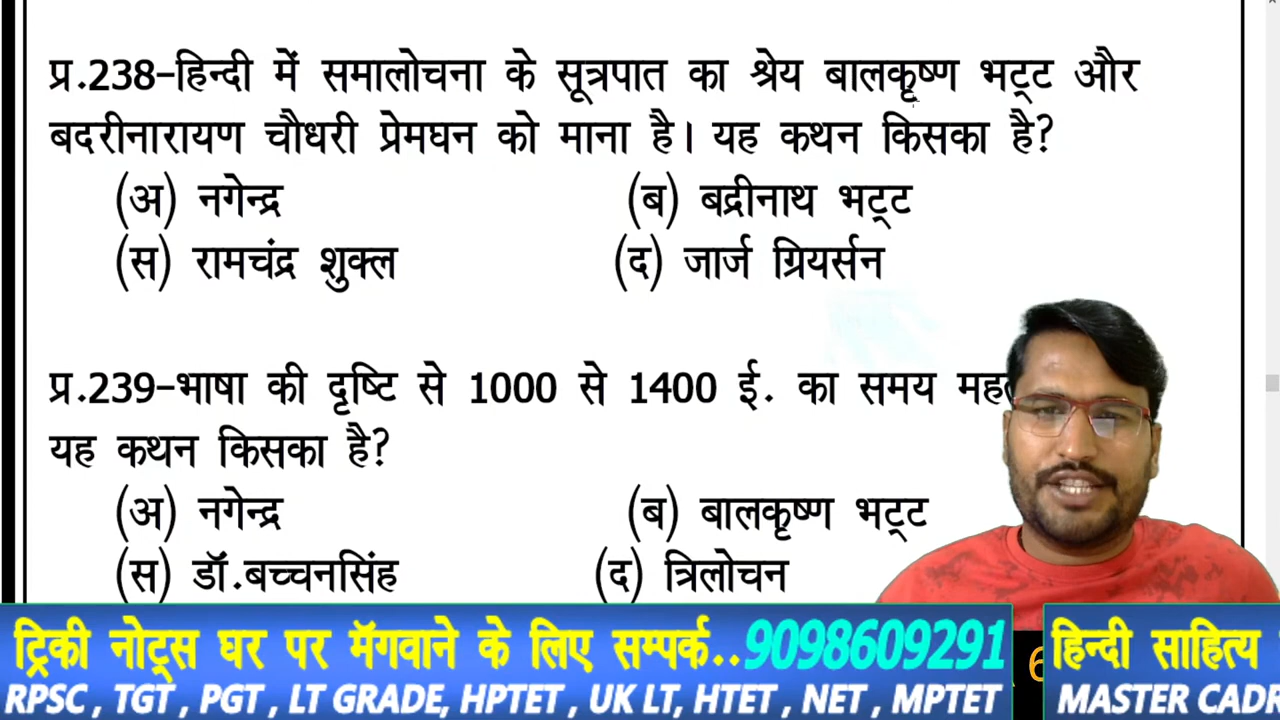 प्र.238-हिन्दी में समालोचना के सूत्रपात का श्रेय बालकृष्ण भट्ट और
बदरीनारायण चौधरी प्रेमघन को माना है। यह कथन किसका है?
(अ) नगेन्द्र (ब) बद्रीनाथ भट्ट
(स) रामचंद्र शुक्ल (द) जार्ज ग्रियर्सन
प्र.239-भाषा की दृष्टि से 1000 से 1400 ई. का समय
यह कथन किसका है?
(अ) नगेन्द्र (ब) बालकृष्ण भट्ट
(स) डॉ.बच्चनसिंह (द) त्रिलोचन
ट्रिकी नोट्स घर पर मॅगवाने के लिए सम्पर्क..9098609291 हिन्दी साहित्य
RPSC , TGT , PGT , LT GRADE, HPTET , UK LT, HTET , NET , MPTET MASTER